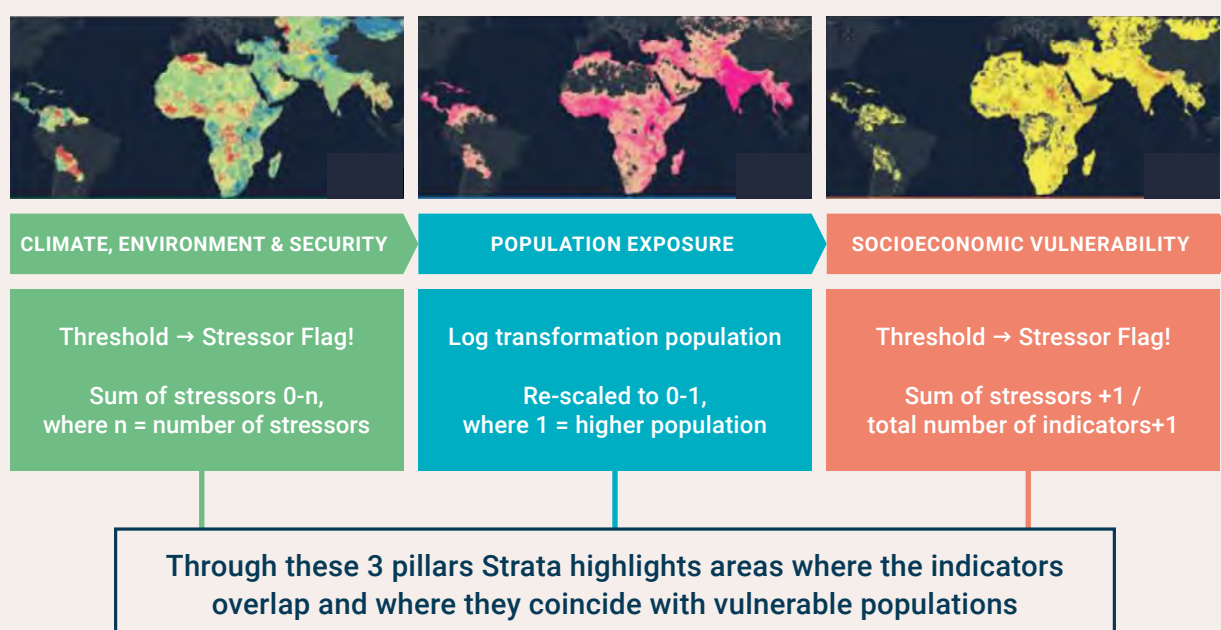 CLIMATE, ENVIRONMENT & SECURITY
Threshold → Stressor Flag!
Sum of stressors 0-n,
where n = number of stressors
POPULATION EXPOSURE
Log transformation population
Re-scaled to 0-1,
where 1 = higher population
SOCIOECONOMIC VULNERABILITY
Threshold → Stressor Flag!
Sum of stressors +1 /
total number of indicators+1
Through these 3 pillars Strata highlights areas where the indicators
overlap and where they coincide with vulnerable populations